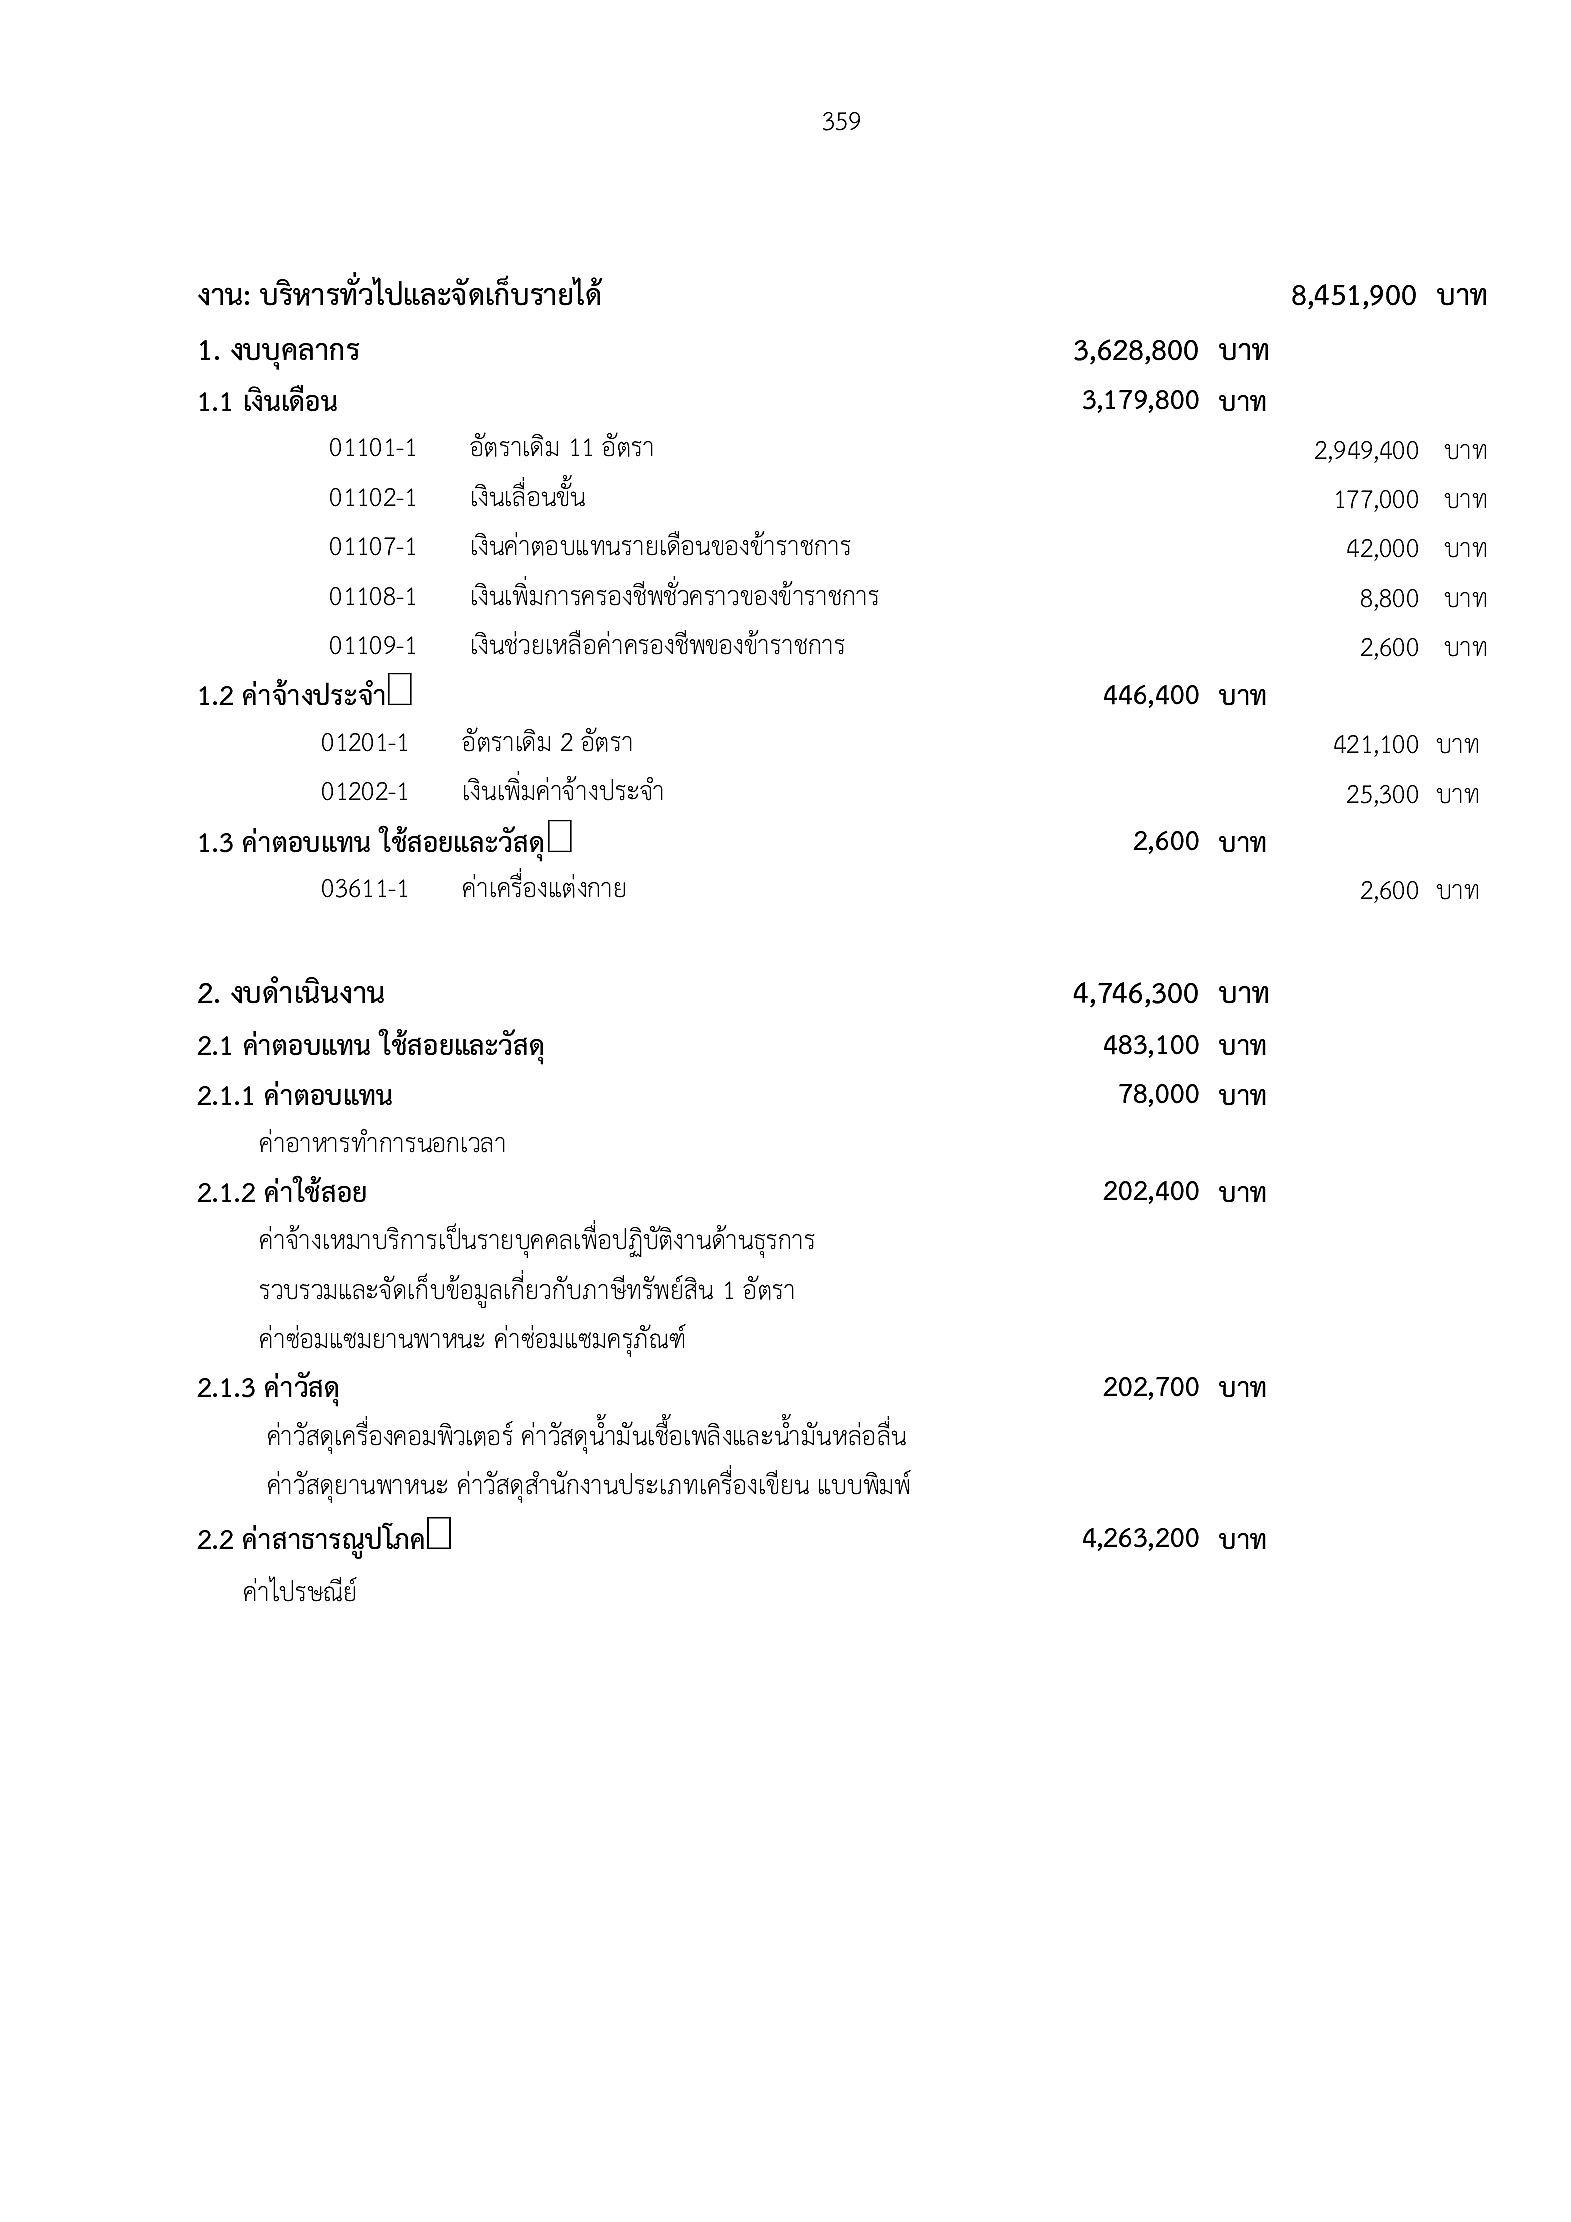 359
งาน: บริหารทั่วไปและจัดเก็บรายได้ 8,451,900 บาท
1. งบบุคลากร 3,628,800 บาท
1.1 เงินเดือน 3,179,800 บาท
01101-1 อัตราเดิม 11 อัตรา 2,949,400 บาท
01102-1 เงินเลื่อนขั้น 177,000 บาท
01107-1 เงินค่าตอบแทนรายเดือนของข้าราชการ 42,000 บาท
01108-1 เงินเพิ่มการครองชีพชั่วคราวของข้าราชการ 8,800 บาท
01109-1 เงินช่วยเหลือค่าครองชีพของข้าราชการ 2,600 บาท
1.2 ค่าจ้างประจำ 446,400 บาท
01201-1 อัตราเดิม 2 อัตรา 421,100 บาท
01202-1 เงินเพิ่มค่าจ้างประจำ 25,300 บาท
1.3 ค่าตอบแทน ใช้สอยและวัสดุ 2,600 บาท
03611-1 ค่าเครื่องแต่งกาย 2,600 บาท
2. งบดำเนินงาน 4,746,300 บาท
2.1 ค่าตอบแทน ใช้สอยและวัสดุ 483,100 บาท
2.1.1 ค่าตอบแทน 78,000 บาท
ค่าอาหารทำการนอกเวลา
2.1.2 ค่าใช้สอย 202,400 บาท
ค่าจ้างเหมาบริการเป็นรายบุคคลเพื่อปฏิบัติงานด้านธุรการ
รวบรวมและจัดเก็บข้อมูลเกี่ยวกับภาษีทรัพย์สิน 1 อัตรา
ค่าซ่อมแซมยานพาหนะ ค่าซ่อมแซมครุภัณฑ์
2.1.3 ค่าวัสดุ 202,700 บาท
ค่าวัสดุเครื่องคอมพิวเตอร์ ค่าวัสดุน้ำมันเชื้อเพลิงและน้ำมันหล่อลื่น
ค่าวัสดุยานพาหนะ ค่าวัสดุสำนักงานประเภทเครื่องเขียน แบบพิมพ์
2.2 ค่าสาธารณูปโภค 4,263,200 บาท
ค่าไปรษณีย์